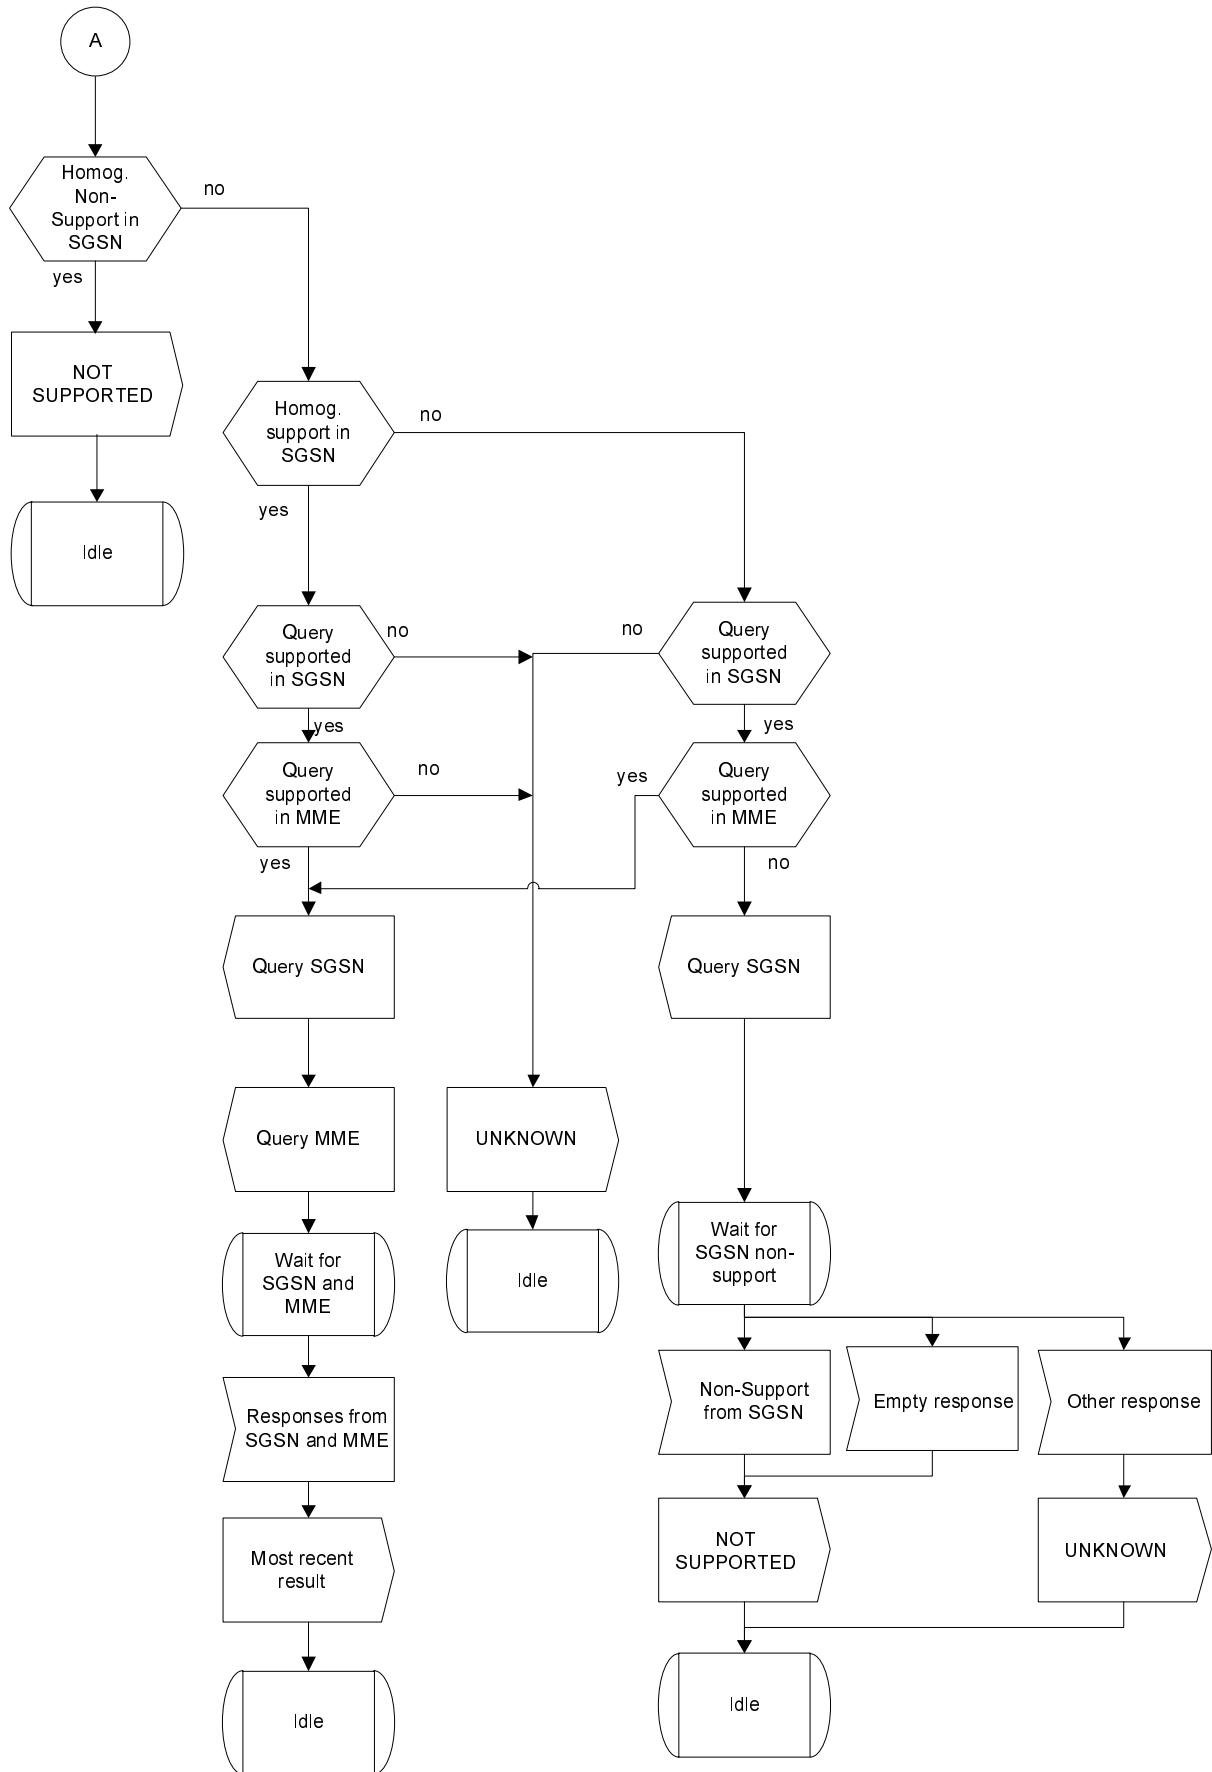 A
Homog.
Non-
Support in
SGSN
no
yes
NOT
SUPPORTED
Idle
Homog.
support in
SGSN
no
yes
Query
supported
in SGSN
no
yes
no
Query
supported
in SGSN
yes
Query
supported
in MME
no
yes
yes
Query
supported
in MME
no
Query SGSN
Query SGSN
Query MME
UNKNOWN
Wait for
SGSN and
MME
Idle
Wait for
SGSN non-
support
Responses from
SGSN and MME
Non-Support
from SGSN
Empty response
Other response
Most recent
result
NOT
SUPPORTED
UNKNOWN
Idle
Idle